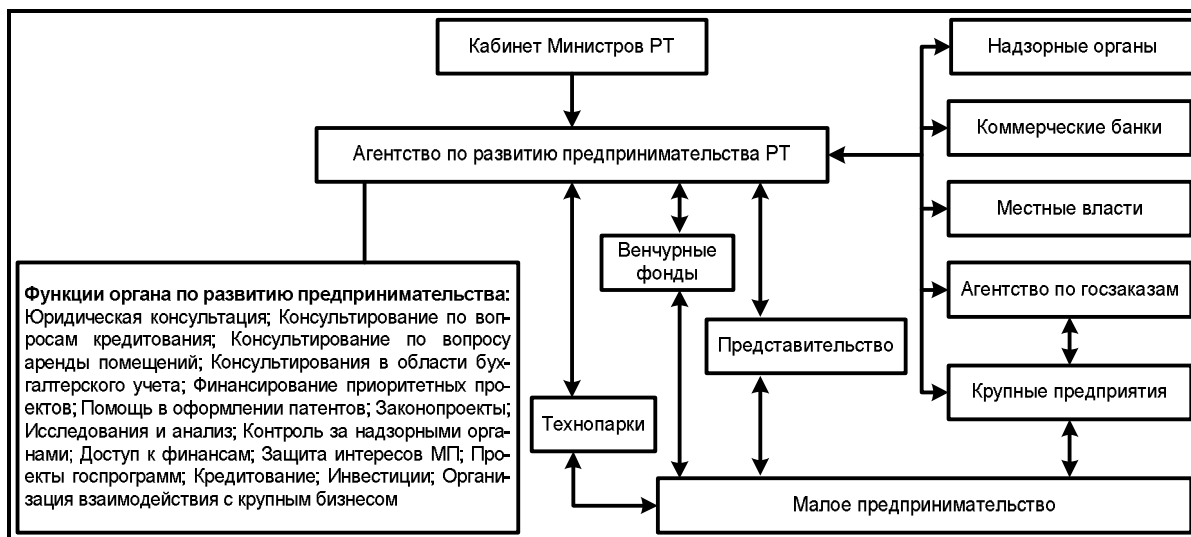 Кабинет Министров РТ
Агентство по развитию предпринимательства РТ
Надзорные органы
Коммерческие банки
Местные власти
Агентство по госзаказам
Крупные предприятия
Венчурные
фонды
Представительство
Технопарки
Малое предпринимательство
Функции органа по развитию предпринимательства:
Юридическая консультация; Консультирование по воп-
росам кредитования; Консультирование по вопросу
аренды помещений; Консультирования в области бух-
галтерского учета; Финансирование приоритетных про-
ектов; Помощь в оформлении патентов; Законопроекты;
Исследования и анализ; Контроль за надзорными орга-
нами; Доступ к финансам; Защита интересов МП; Про-
екты госпрограмм; Кредитование; Инвестиции; Органи-
зация взаимодействия с крупным бизнесом